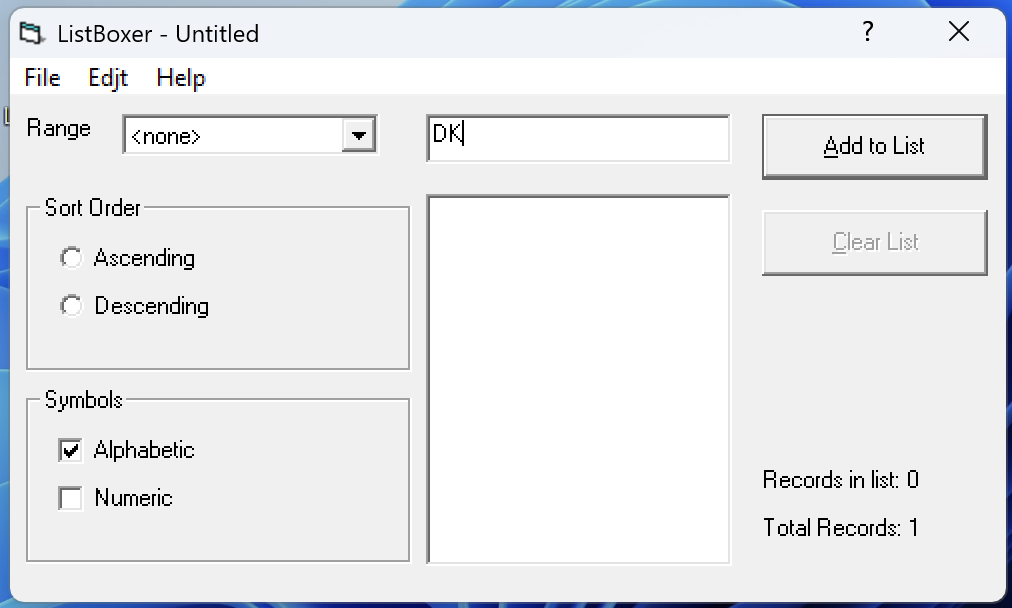 ListBoxer - Untitled
?
File Edjt Help
Range
<none>
DK
Add to List
Clear List
Sort Order
Ascending
Descending
Symbols
Alphabetic
Numeric
Records in list: 0
Total Records: 1